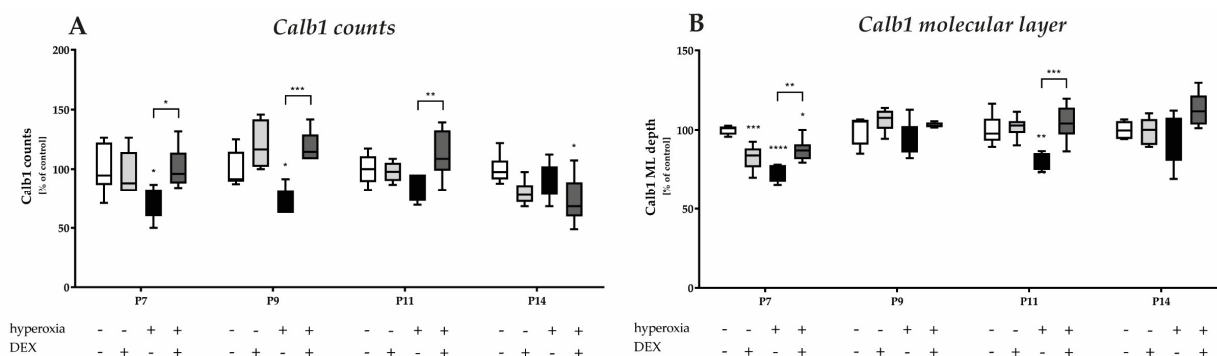 A
Calb1 counts
Calb1 counts
[% of control]
200
150
100
50
0
*
*
*
***
**
*
P7
P9
P11
P14
hyperoxia - - + + - - + + - - + + - - + +
DEX - + - + - + - + - + - + - + - +
B
Calb1 molecular layer
Calb1 ML depth
[% of control]
150
100
50
0
***
****
**
*
**
***
P7
P9
P11
P14
hyperoxia - - + + - - + + - - + + - - + +
DEX - + - + - + - + - + - + - + - +